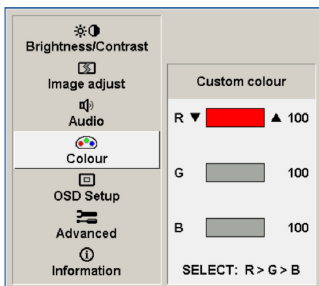 Brightness/Contrast
Image adjust
Audio
Colour
OSD Setup
Advanced
Information
Custom colour
R ▼ ▲ 100
G 100
B 100
SELECT: R > G > B